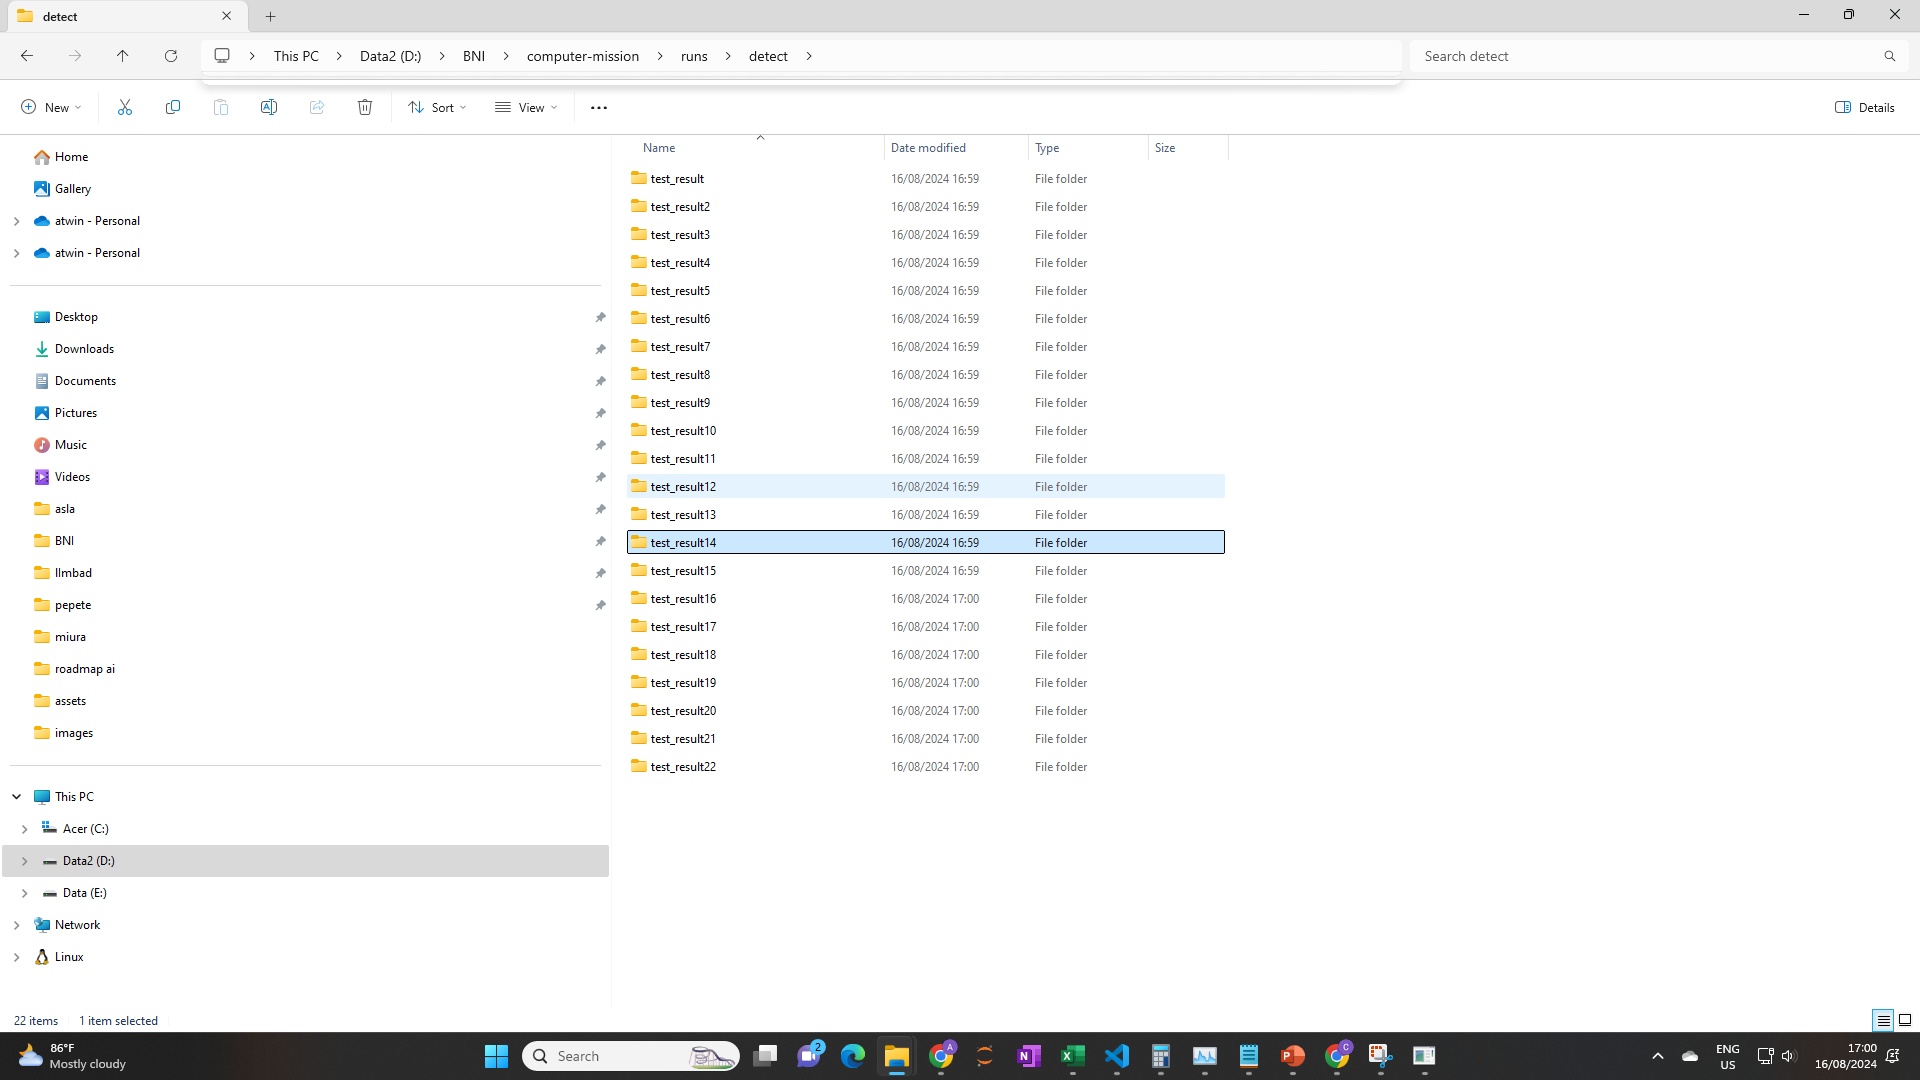 detect
This PC
Data2 (D:)
BNI
computer-mission
runs
detect
Search detect
New
Sort
View
Details
Home
Gallery
atwin - Personal
atwin - Personal
Desktop
Downloads
Documents
Pictures
Music
Videos
asla
BNI
llmbad
pepete
miura
roadmap ai
assets
images
This PC
Acer (C:)
Data2 (D:)
Data (E:)
Network
Linux
Name Date modified Type Size
test_result 16/08/2024 16:59 File folder
test_result2 16/08/2024 16:59 File folder
test_result3 16/08/2024 16:59 File folder
test_result4 16/08/2024 16:59 File folder
test_result5 16/08/2024 16:59 File folder
test_result6 16/08/2024 16:59 File folder
test_result7 16/08/2024 16:59 File folder
test_result8 16/08/2024 16:59 File folder
test_result9 16/08/2024 16:59 File folder
test_result10 16/08/2024 16:59 File folder
test_result11 16/08/2024 16:59 File folder
test_result12 16/08/2024 16:59 File folder
test_result13 16/08/2024 16:59 File folder
test_result14 16/08/2024 16:59 File folder
test_result15 16/08/2024 16:59 File folder
test_result16 16/08/2024 17:00 File folder
test_result17 16/08/2024 17:00 File folder
test_result18 16/08/2024 17:00 File folder
test_result19 16/08/2024 17:00 File folder
test_result20 16/08/2024 17:00 File folder
test_result21 16/08/2024 17:00 File folder
test_result22 16/08/2024 17:00 File folder
22 items 1 item selected
86°F
Mostly cloudy
Search
2
A
N
X
P
C
ENG
US
17:00
16/08/2024